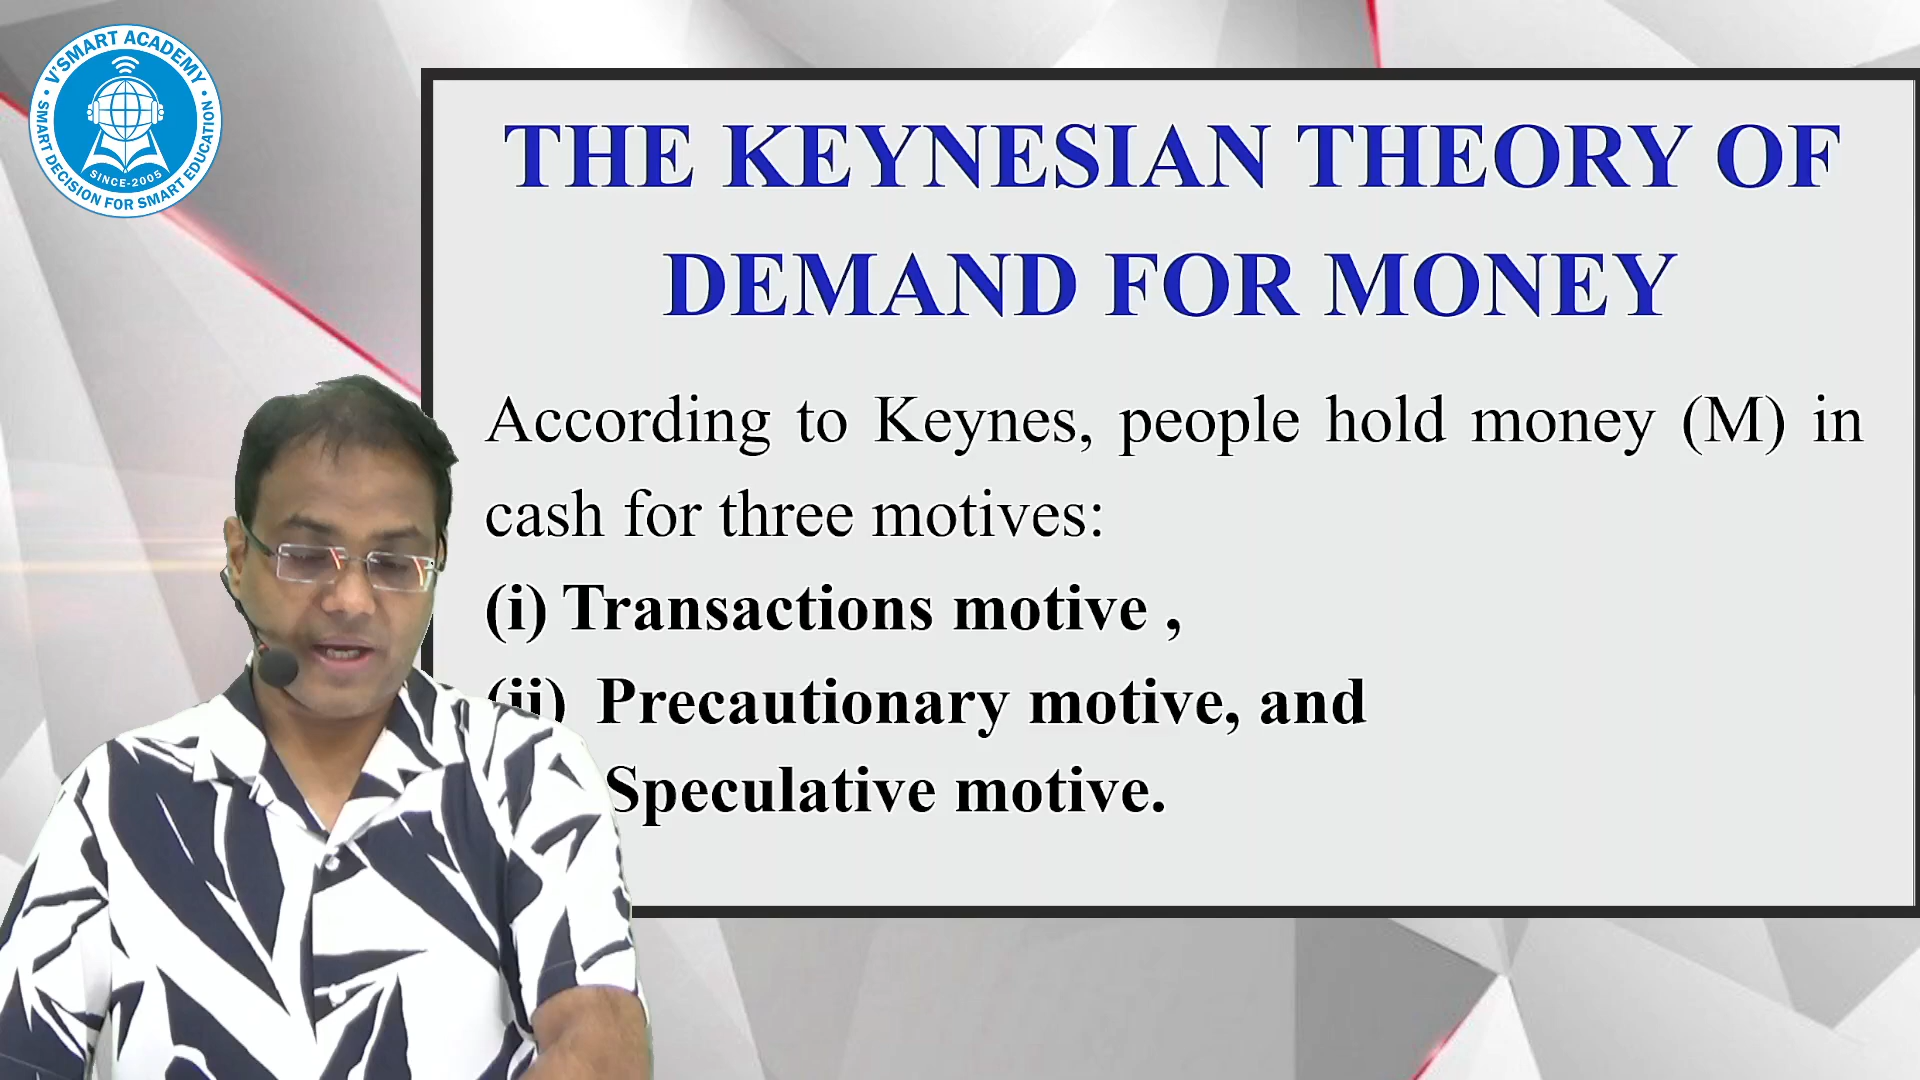 V'SMART ACADEMY
SMART DECISION FOR SMART EDUCATION
SINCE-2005
THE KEYNESIAN THEORY OF
DEMAND FOR MONEY
According to Keynes, people hold money (M) in
cash for three motives:
(i) Transactions motive ,
(ii) Precautionary motive, and
Speculative motive.